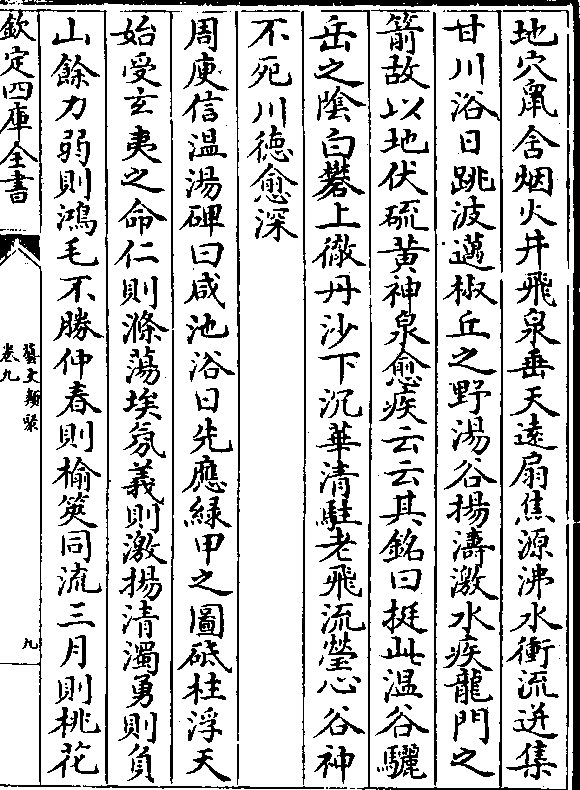 地穴䑕舍烟火井飛泉垂天遠扇焦源沸水衝流迸集
甘川浴日跳波邁椒丘之野湯谷揚濤激水疾龍門之
箭故以地伏硫黄神泉愈疾云云其銘曰挺此温谷驪
岳之隂白礬上徹丹沙下沉華清駐老飛流瑩心谷神
不死川徳愈深
周庾信温湯碑曰咸池浴日先應緑甲之圖砥柱浮天
始受玄夷之命仁則滌蕩埃氛義則激揚清濁勇則負
山餘力弱則鴻毛不勝仲春則榆莢同流三月則桃花
欽定四庫全書
藝文類聚
卷九
九